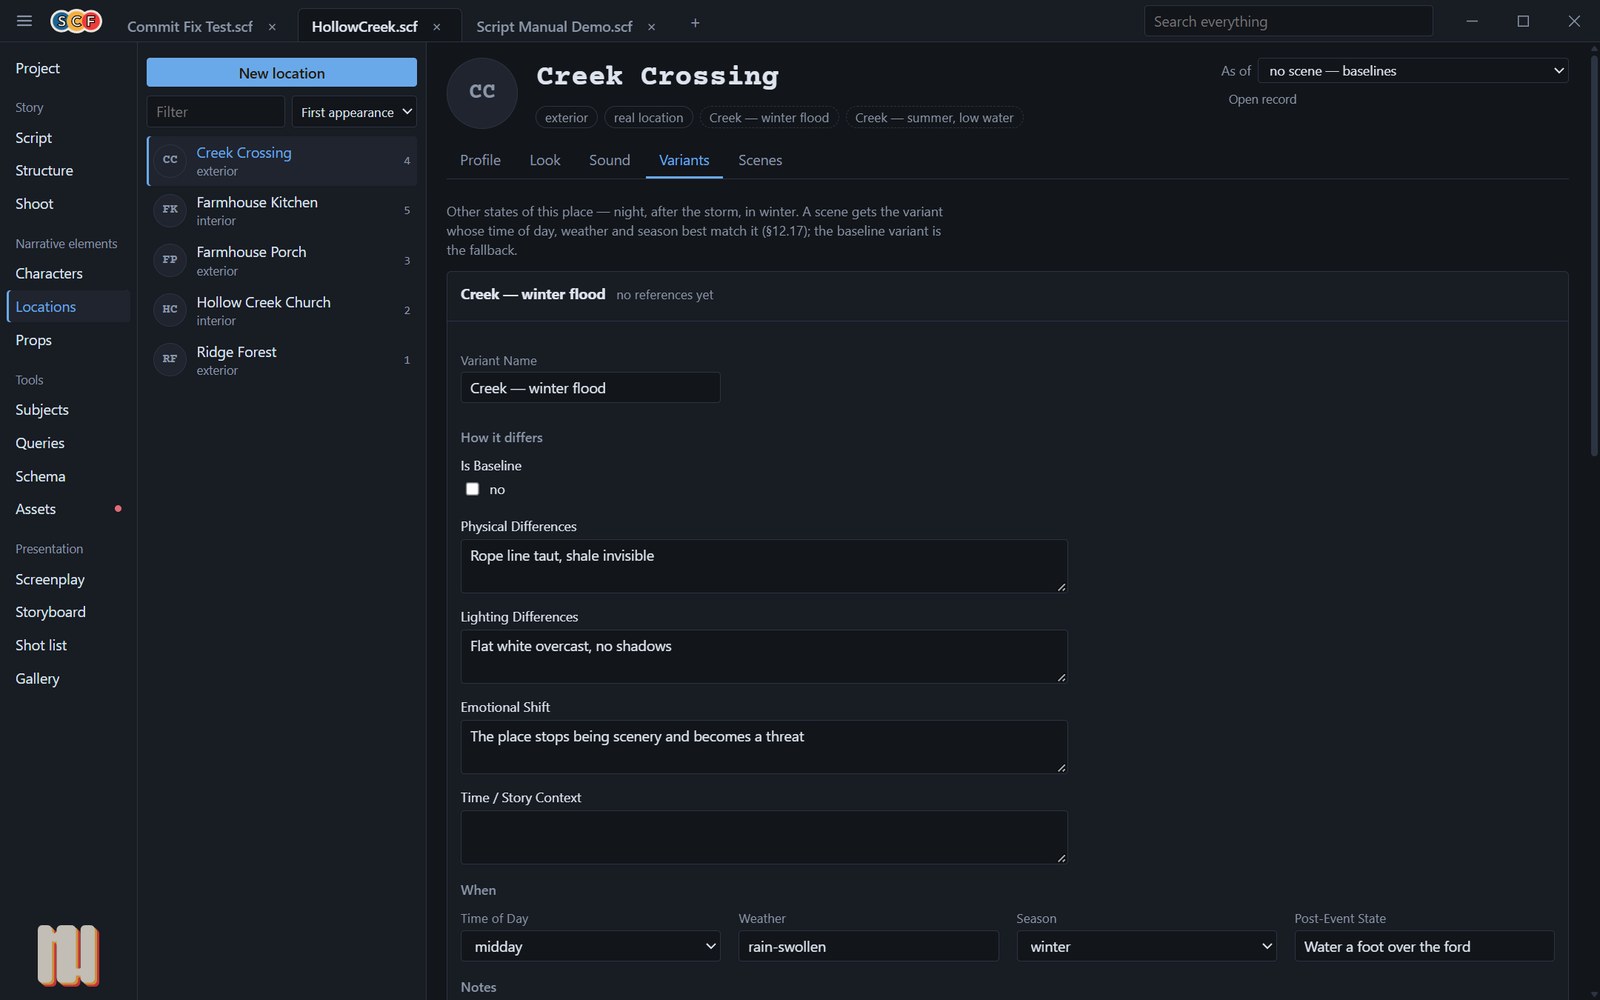 SCF
Commit Fix Test.scf ×
HollowCreek.scf ×
Script Manual Demo.scf ×
+
Search everything
Project
Story
Script
Structure
Shoot
Narrative elements
Characters
Locations
Props
Tools
Subjects
Queries
Schema
Assets
Presentation
Screenplay
Storyboard
Shot list
Gallery
New location
Filter
First appearance
CC
Creek Crossing
exterior
4
FK
Farmhouse Kitchen
interior
5
FP
Farmhouse Porch
exterior
3
HC
Hollow Creek Church
interior
2
RF
Ridge Forest
exterior
1
CC
Creek Crossing
exterior
real location
Creek — winter flood
Creek — summer, low water
As of
no scene — baselines
Open record
Profile
Look
Sound
Variants
Scenes
Other states of this place — night, after the storm, in winter. A scene gets the variant
whose time of day, weather and season best match it (§12.17); the baseline variant is
the fallback.
Creek — winter flood no references yet
Variant Name
Creek — winter flood
How it differs
Is Baseline
no
Physical Differences
Rope line taut, shale invisible
Lighting Differences
Flat white overcast, no shadows
Emotional Shift
The place stops being scenery and becomes a threat
Time / Story Context
When
Time of Day
midday
Weather
rain-swollen
Season
winter
Post-Event State
Water a foot over the ford
Notes